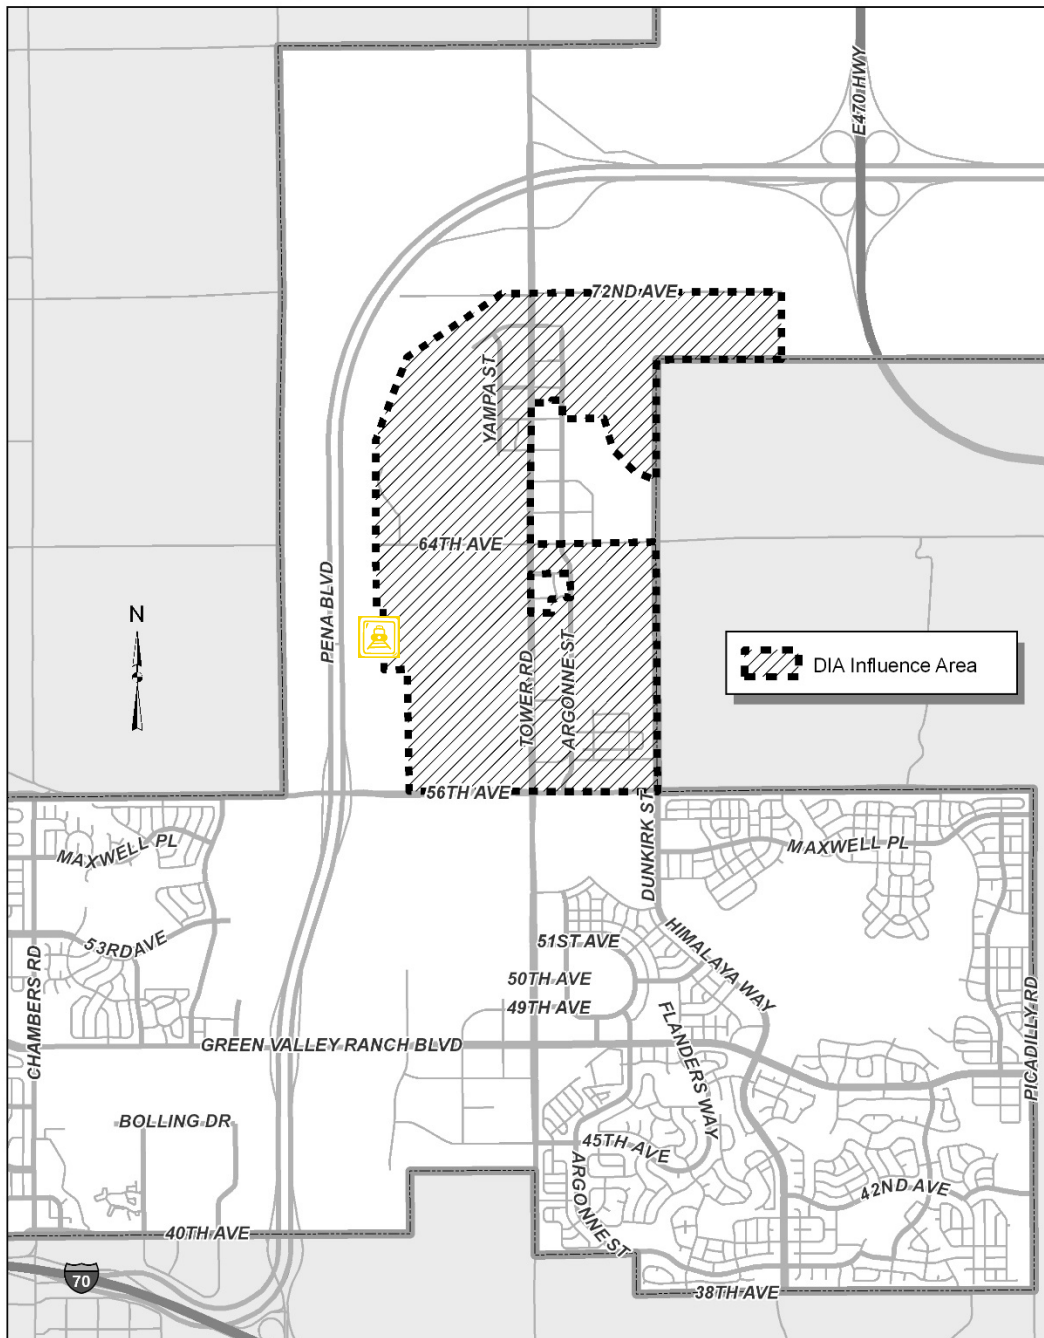 E470 HWY
72ND AVE
YAMPA ST
64TH AVE
PENA BLVD
N
TOWER RD
ARGONNE ST
DIA Influence Area
56TH AVE
DUNKIRK ST
MAXWELL PL
MAXWELL PL
53RD AVE
CHAMBERS RD
51ST AVE
HIMALAYA WAY
50TH AVE
49TH AVE
FLANDERS WAY
PICADILLY RD
GREEN VALLEY RANCH BLVD
BOLLING DR
45TH AVE
ARGONNE ST
42ND AVE
40TH AVE
70
38TH AVE